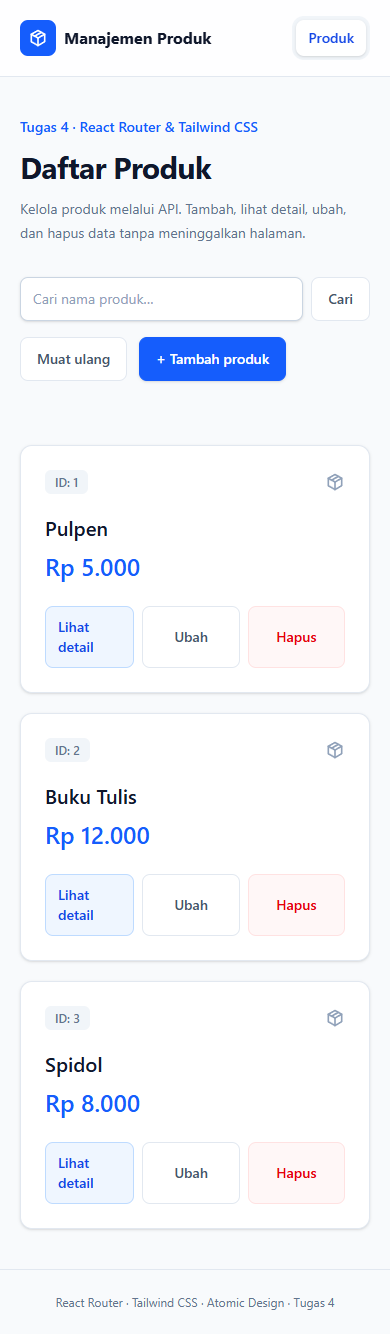 Manajemen Produk
Produk
Tugas 4 · React Router & Tailwind CSS
Daftar Produk
Kelola produk melalui API. Tambah, lihat detail, ubah,
dan hapus data tanpa meninggalkan halaman.
Cari nama produk...
Cari
Muat ulang
+ Tambah produk
ID: 1
Pulpen
Rp 5.000
Lihat
detail
Ubah
Hapus
ID: 2
Buku Tulis
Rp 12.000
Lihat
detail
Ubah
Hapus
ID: 3
Spidol
Rp 8.000
Lihat
detail
Ubah
Hapus
React Router · Tailwind CSS · Atomic Design · Tugas 4